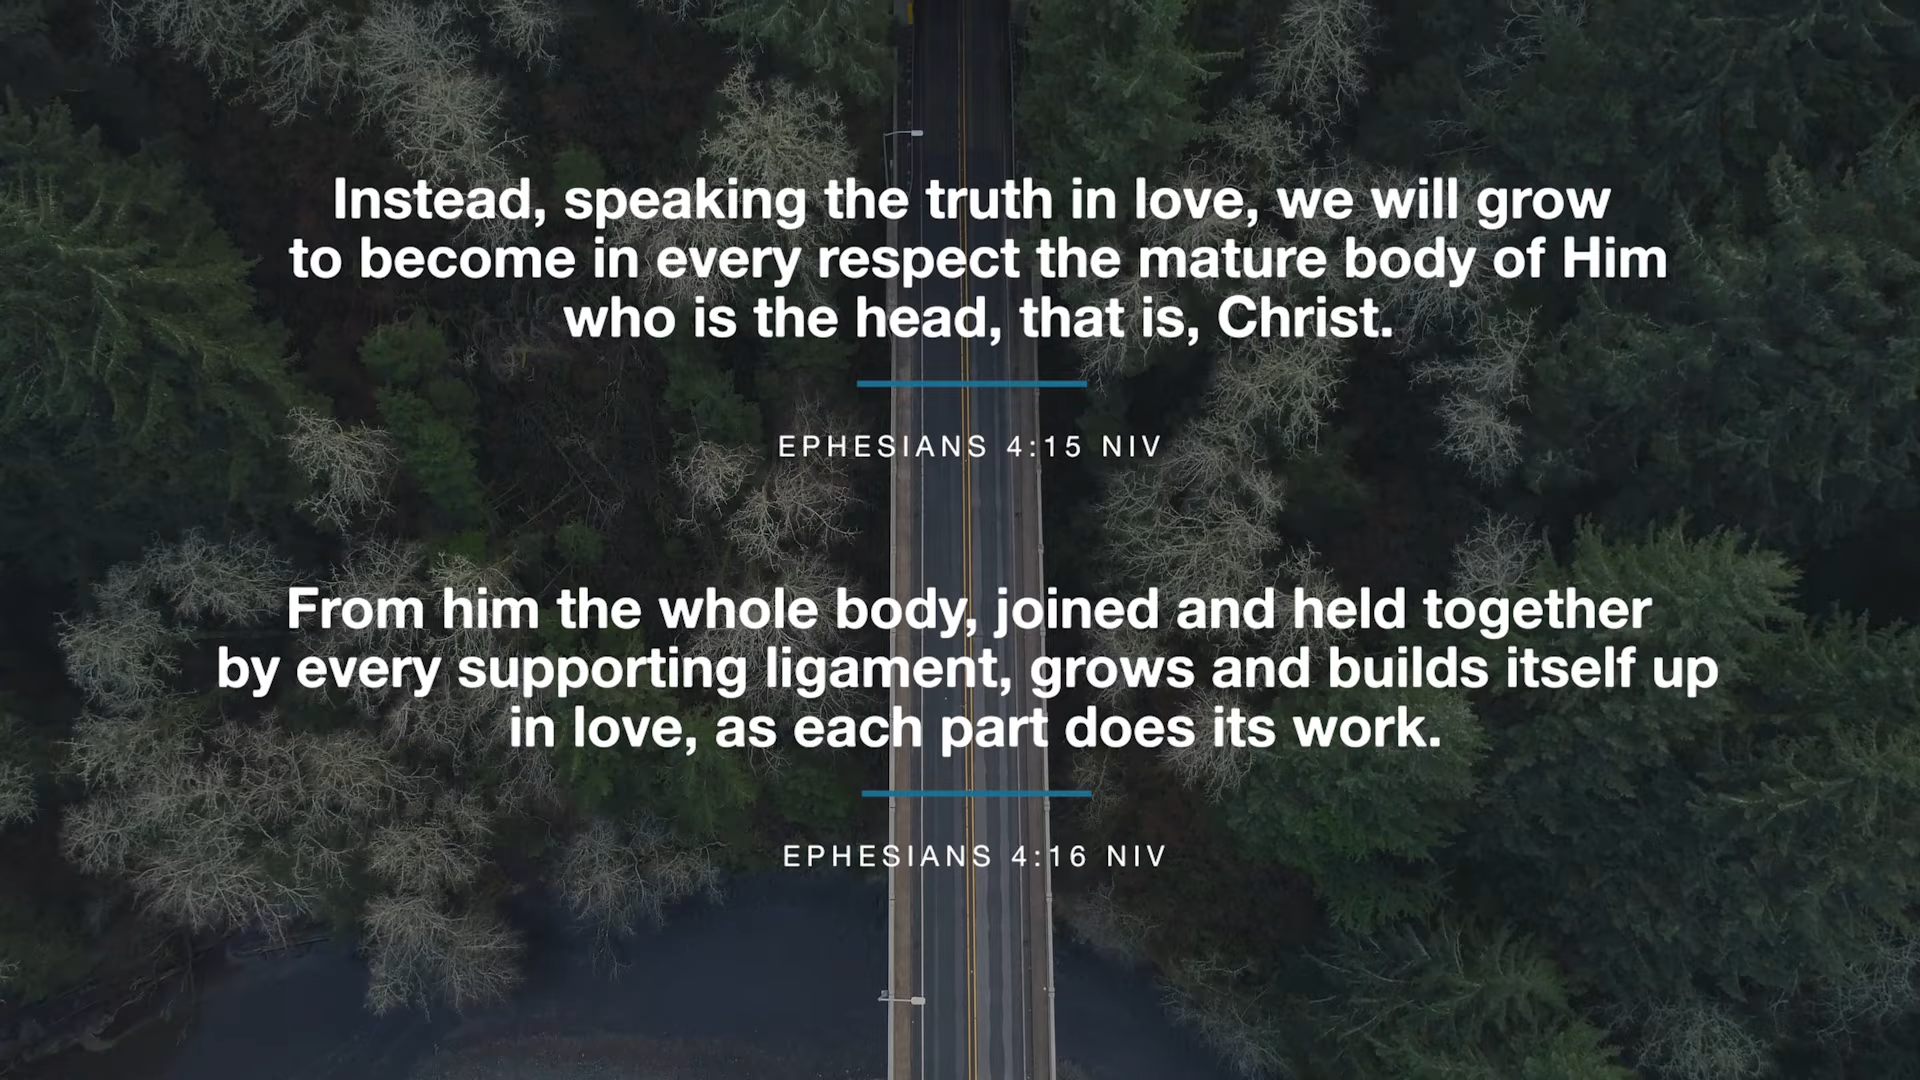 Instead, speaking the truth in love, we will grow
to become in every respect the mature body of Him
who is the head, that is, Christ.
EPHESIANS 4:15 NIV
From him the whole body, joined and held together
by every supporting ligament, grows and builds itself up
in love, as each part does its work.
EPHESIANS 4:16 NIV